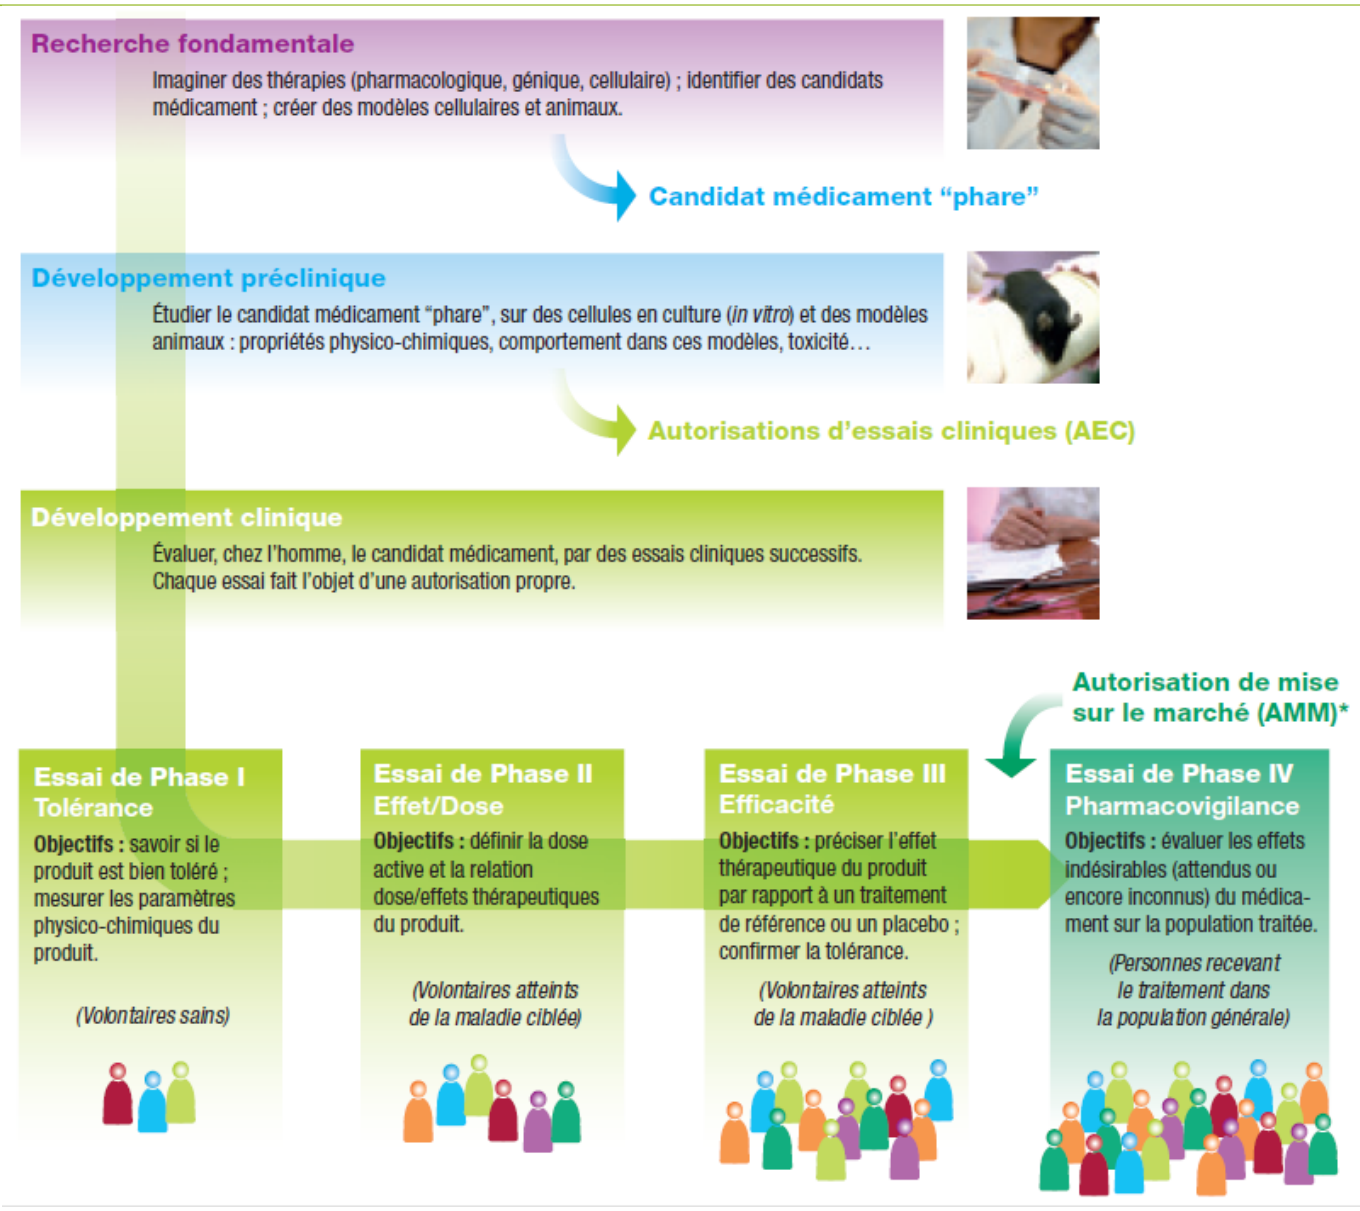 Recherche fondamentale
Imaginer des thérapies (pharmacologique, génique, cellulaire) ; identifier des candidats
médicament ; créer des modèles cellulaires et animaux.
Candidat médicament “phare”
Développement préclinique
Étudier le candidat médicament “phare”, sur des cellules en culture (in vitro) et des modèles
animaux : propriétés physico-chimiques, comportement dans ces modèles, toxicité…
Autorisations d’essais cliniques (AEC)
Développement clinique
Évaluer, chez l’homme, le candidat médicament, par des essais cliniques successifs.
Chaque essai fait l’objet d’une autorisation propre.
Autorisation de mise
sur le marché (AMM)*
Essai de Phase I
Tolérance
Objectifs : savoir si le
produit est bien toléré ;
mesurer les paramètres
physico-chimiques du
produit.
(Volontaires sains)
Essai de Phase II
Effet/Dose
Objectifs : définir la dose
active et la relation
dose/effets thérapeutiques
du produit.
(Volontaires atteints
de la maladie ciblée)
Essai de Phase III
Efficacité
Objectifs : préciser l’effet
thérapeutique du produit
par rapport à un traitement
de référence ou un placebo ;
confirmer la tolérance.
(Volontaires atteints
de la maladie ciblée )
Essai de Phase IV
Pharmacovigilance
Objectifs : évaluer les effets
indésirables (attendus ou
encore inconnus) du médica-
ment sur la population traitée.
(Personnes recevant
le traitement dans
la population générale)